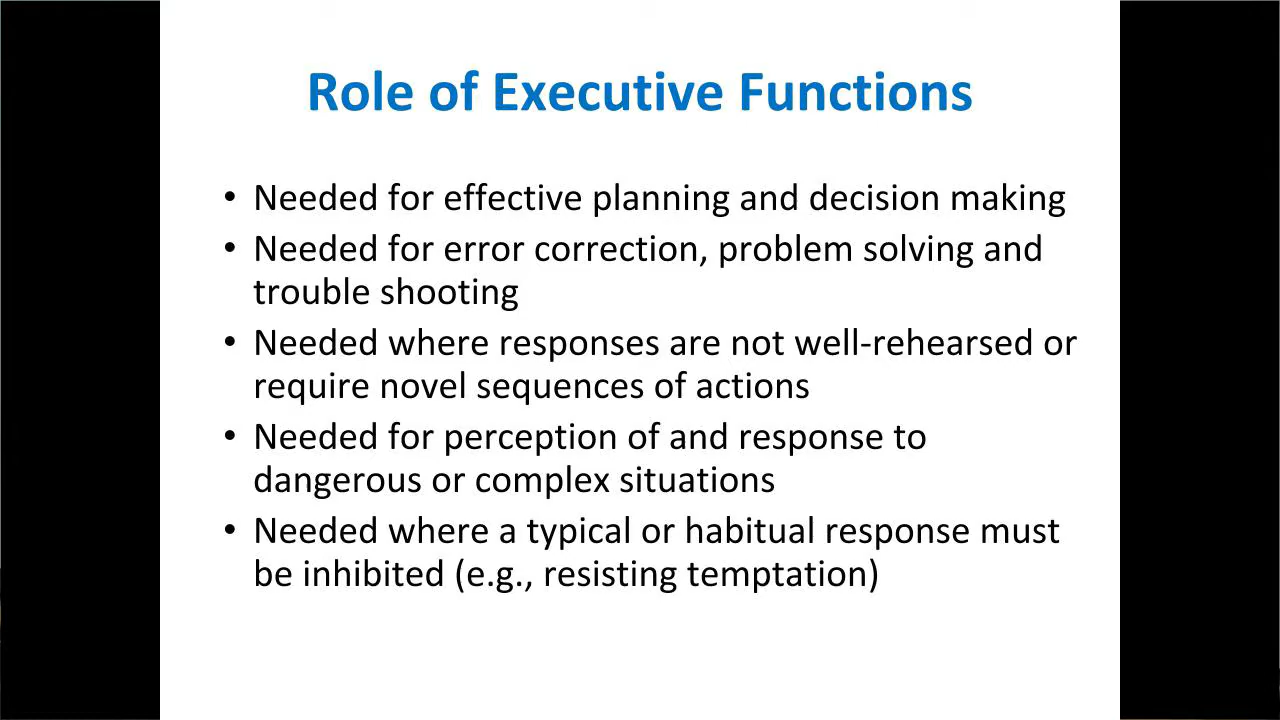 Role of Executive Functions
• Needed for effective planning and decision making
• Needed for error correction, problem solving and
trouble shooting
• Needed where responses are not well-rehearsed or
require novel sequences of actions
• Needed for perception of and response to
dangerous or complex situations
• Needed where a typical or habitual response must
be inhibited (e.g., resisting temptation)